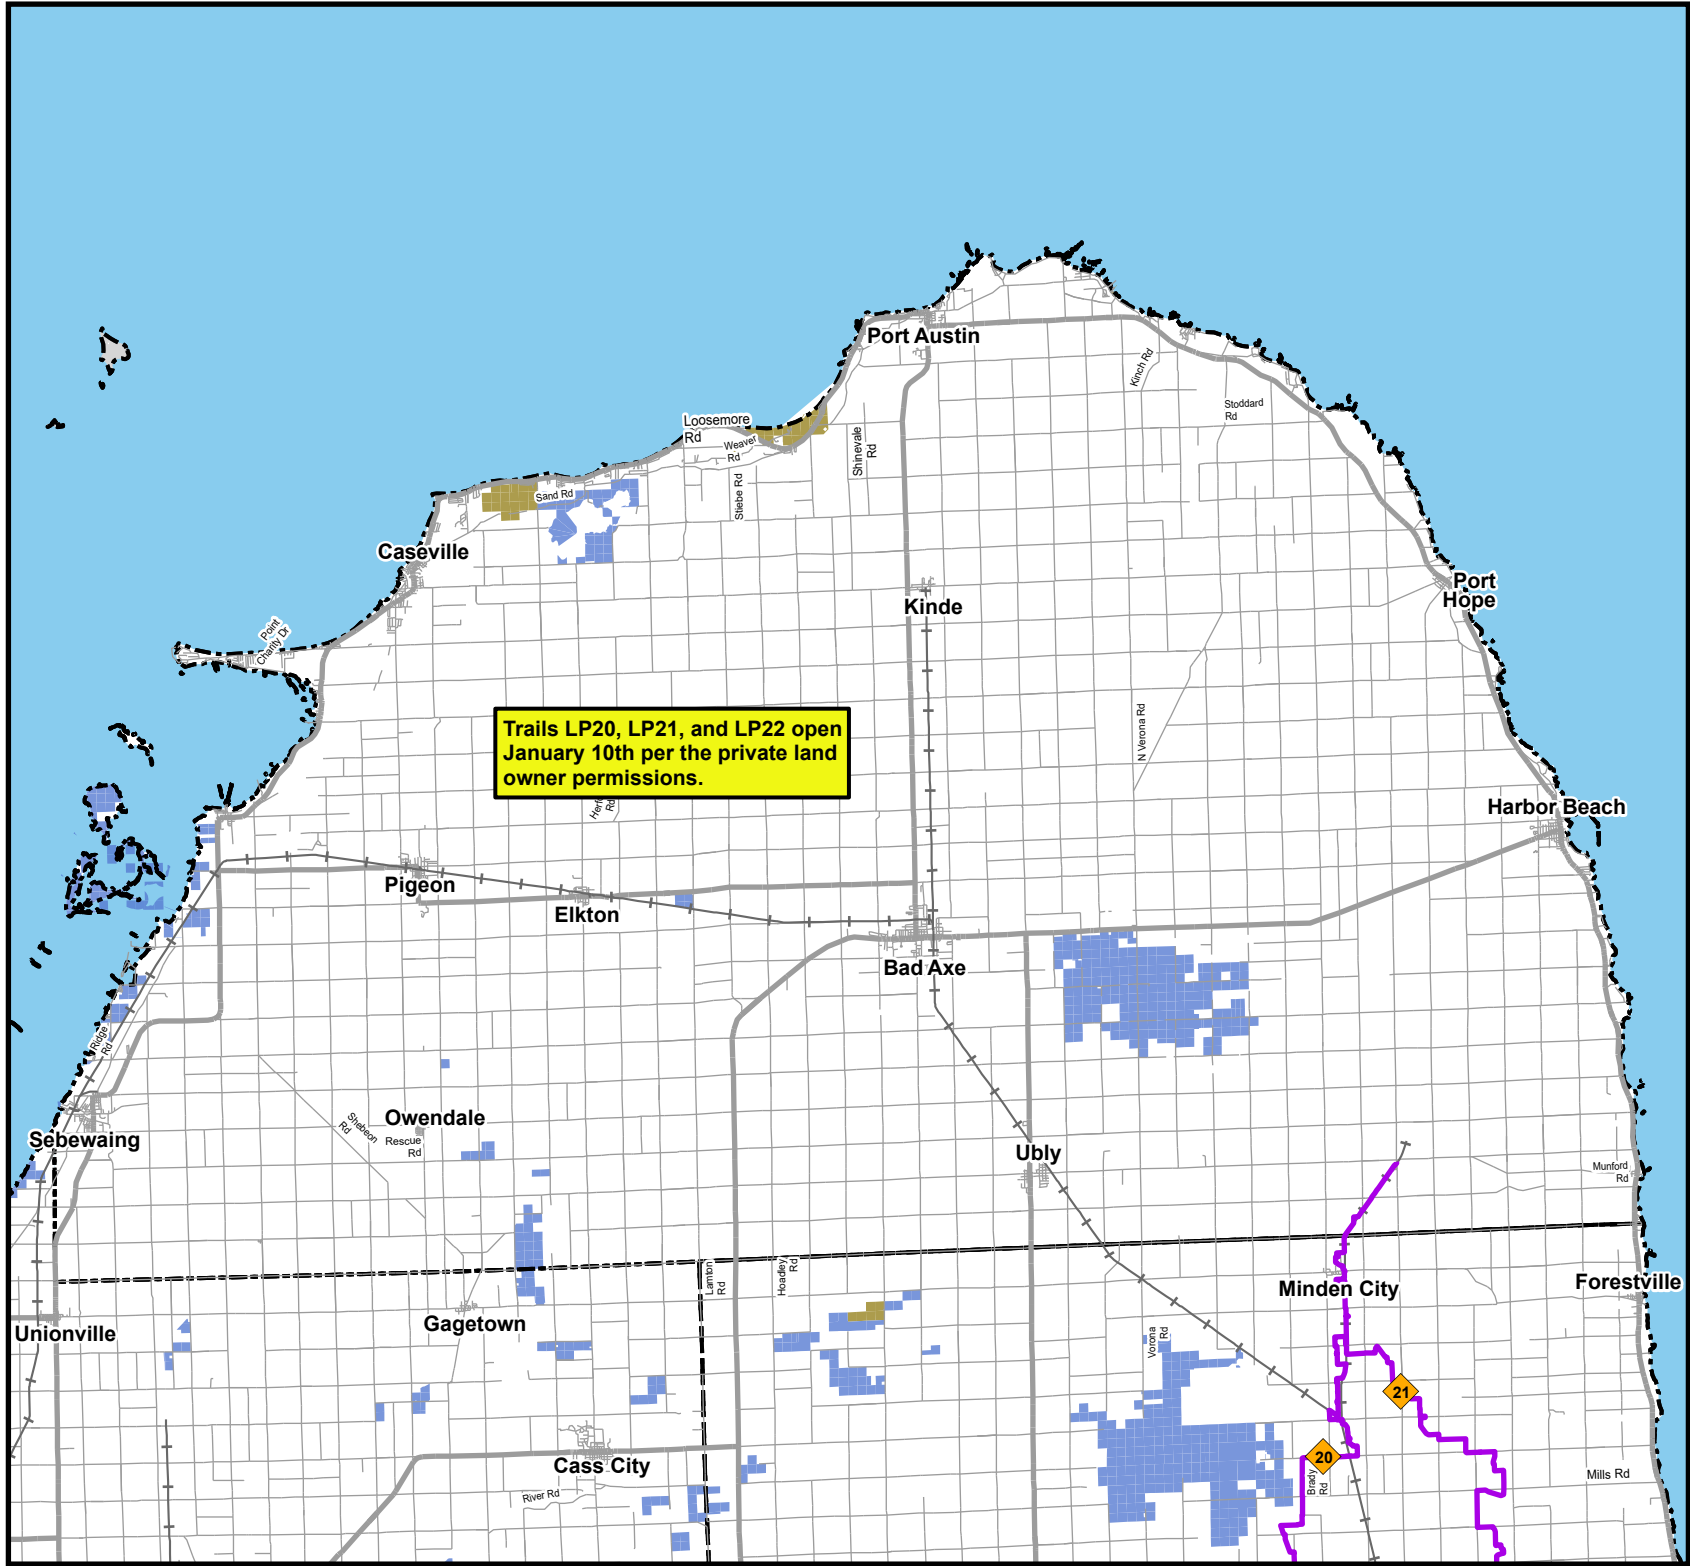 Port Austin
Kinch Rd
Stoddard
Rd
Loosemore
Rd
Weaver
Rd
Shinevale
Rd
Stiebe Rd
Sand Rd
Caseville
Port
Hope
Kinde
Point
Charity Dr
N Verona Rd
Trails LP20, LP21, and LP22 open
January 10th per the private land
owner permissions.
Rd
Harbor Beach
Pigeon
Elkton
Bad Axe
Ridge
Rd
Shebeon
Rd
Owendale
Rescue
Rd
Sebewaing
Ubly
Munford
Rd
Lamton
Rd
Hoadley
Rd
Minden City
Forestville
Unionville
Gagetown
Vorona
Rd
21
20
Cass City
Brady
Rd
River Rd
Mills Rd